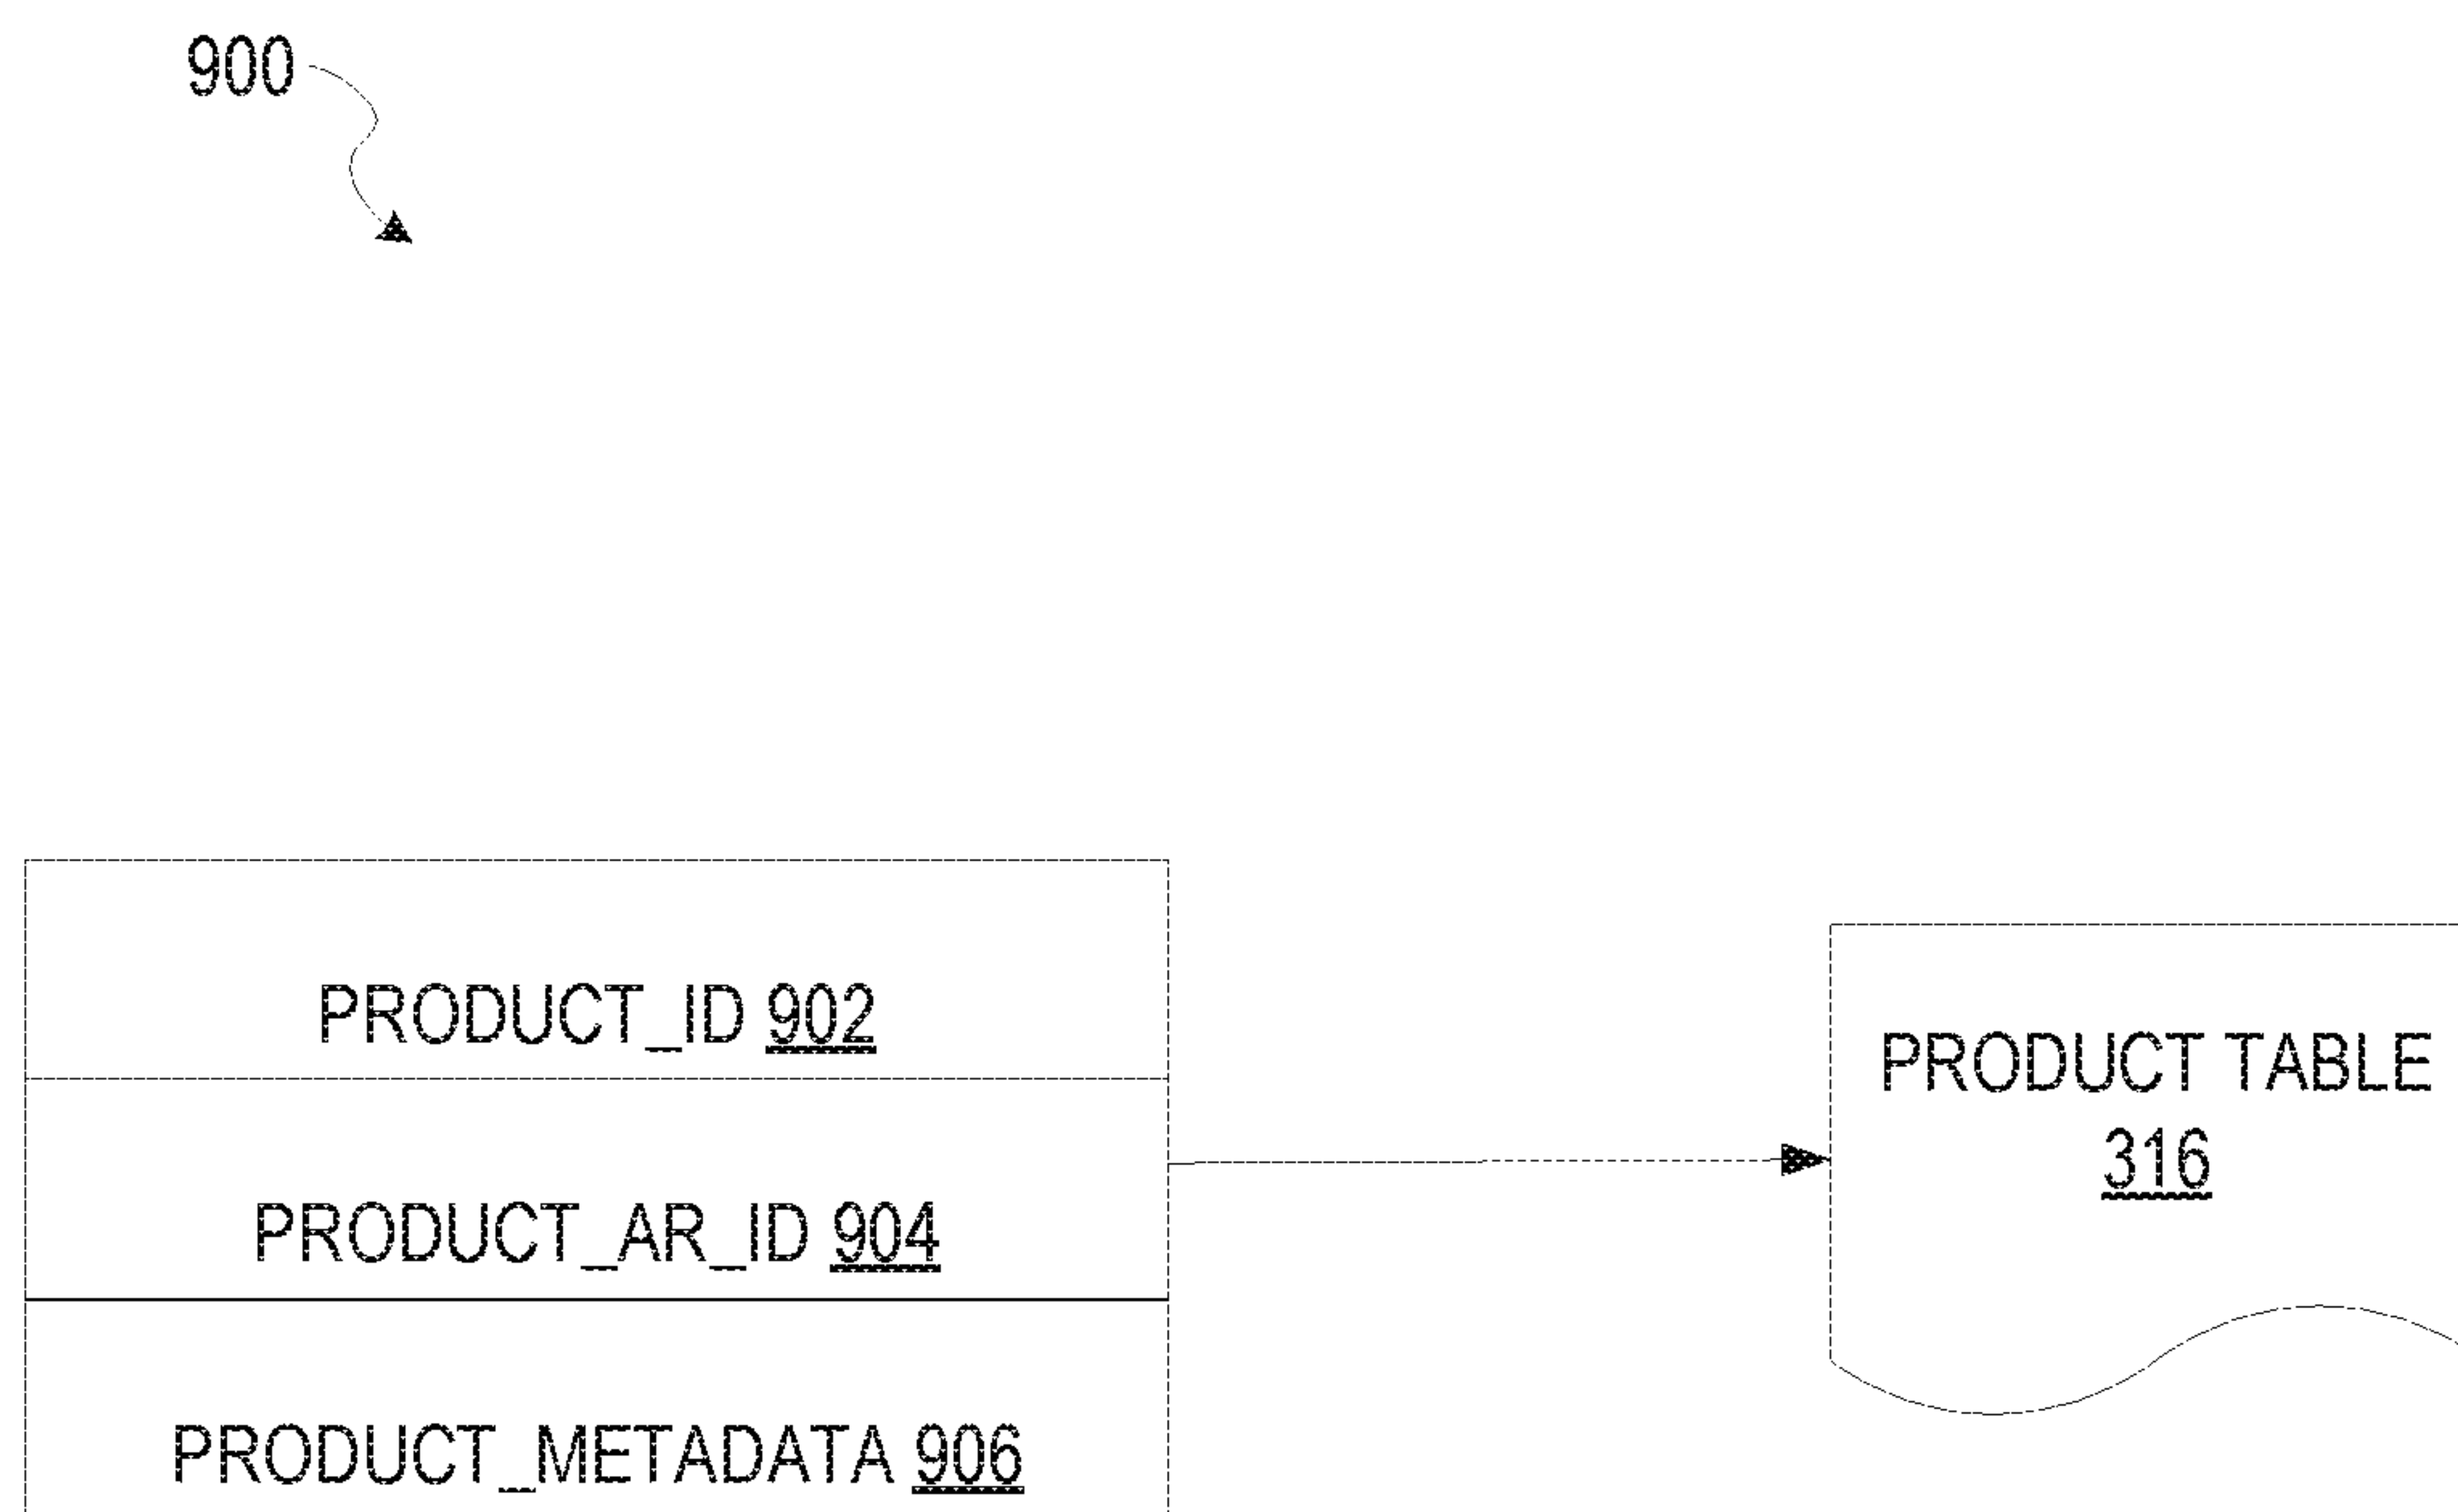 900
PRODUCT_ID 902
PRODUCT_AR_ID 904
PRODUCT_METADATA 906
PRODUCT TABLE
316